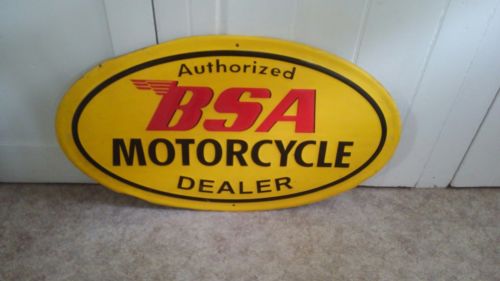 Authorized
BSA
MOTORCYCLE
DEALER